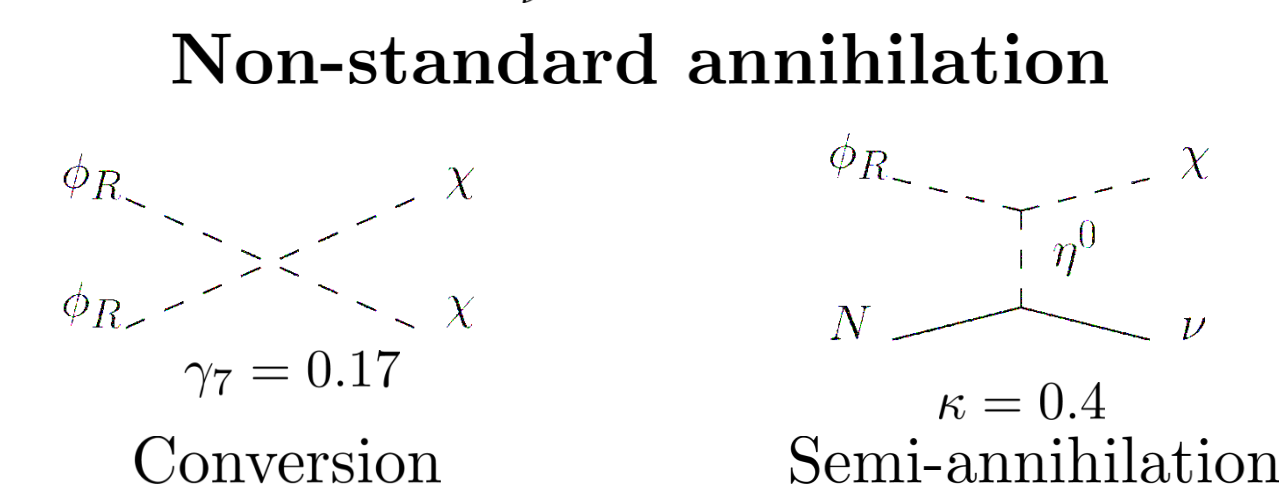 Non-standard annihilation
ϕR χ
ϕR χ
γ7 = 0.17
Conversion
ϕR χ
η0
N ν
κ = 0.4
Semi-annihilation